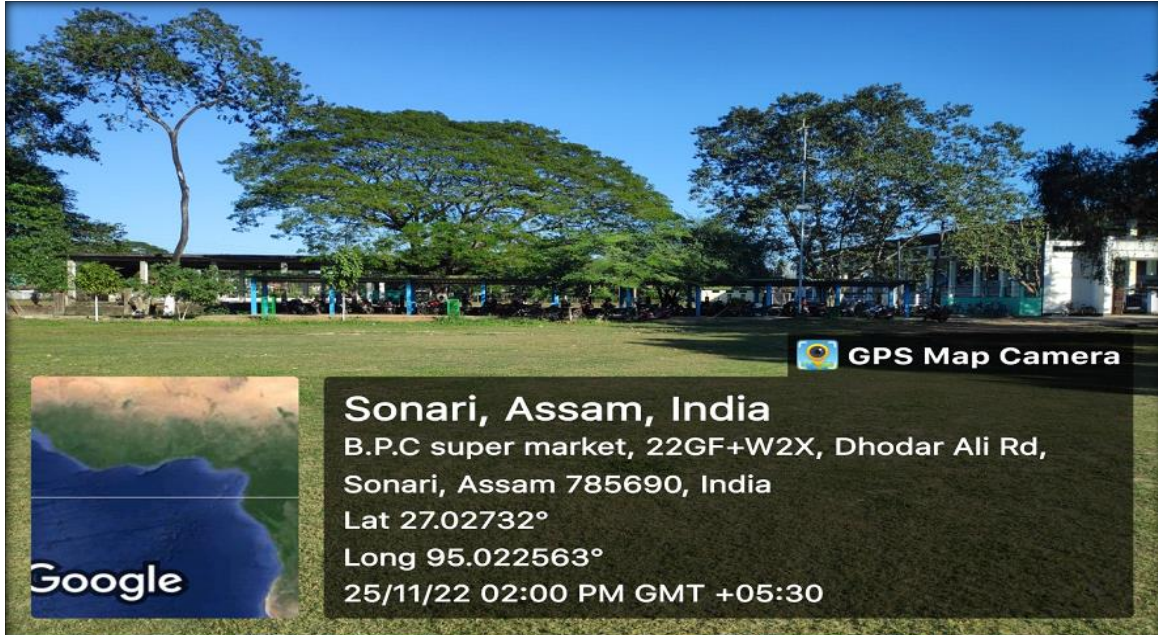 GPS Map Camera
Sonari, Assam, India
B.P.C super market, 22GF+W2X, Dhodar Ali Rd,
Sonari, Assam 785690, India
Lat 27.02732°
Long 95.022563°
25/11/22 02:00 PM GMT +05:30
Google